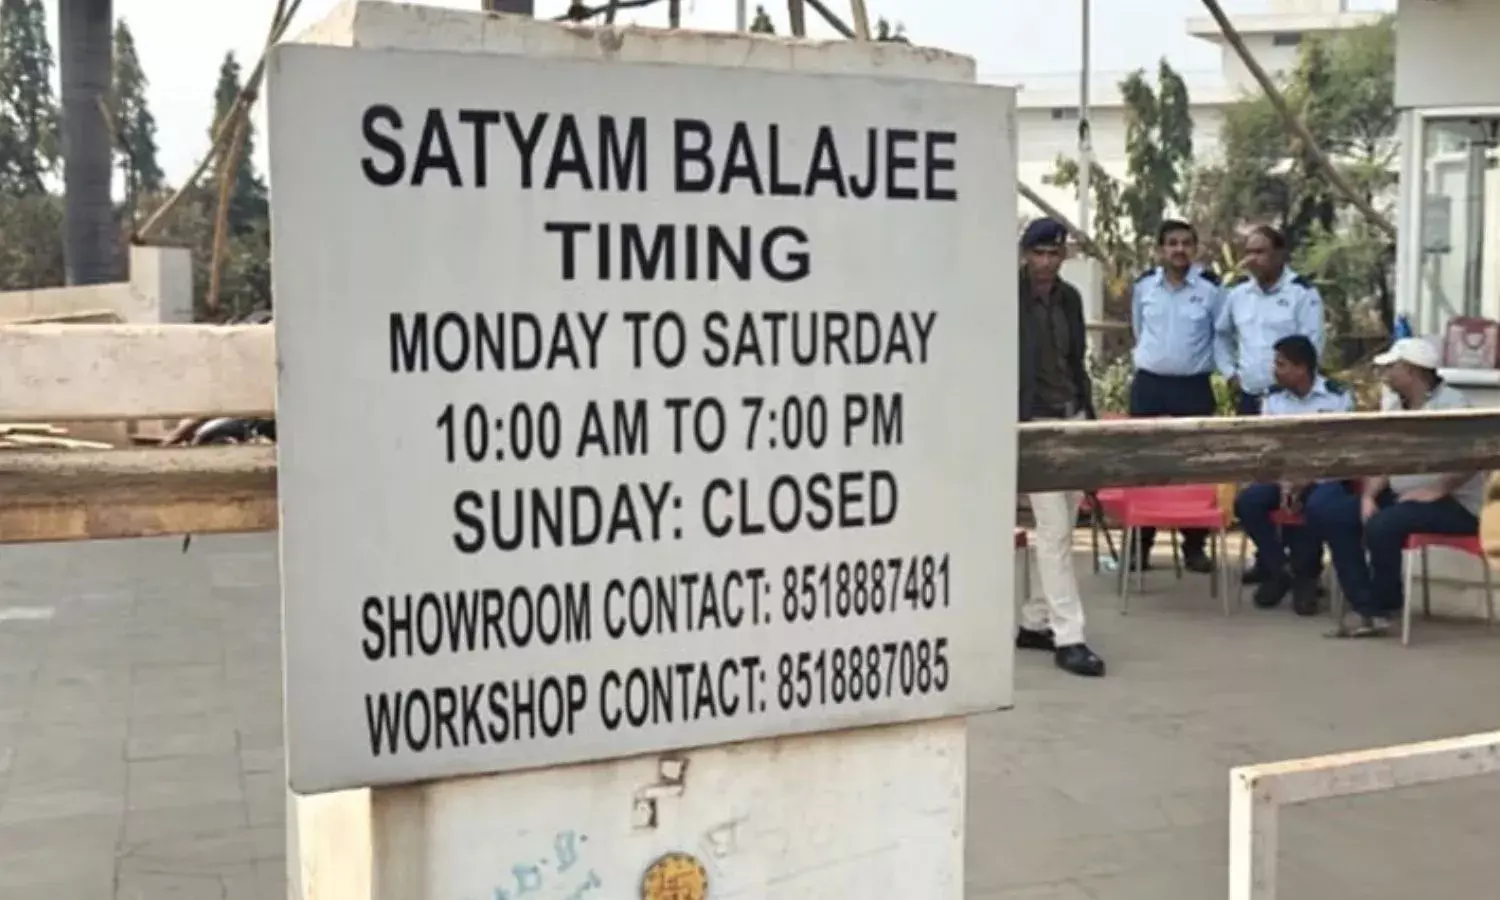 SATYAM BALAJEE
TIMING
MONDAY TO SATURDAY
10:00 AM TO 7:00 PM
SUNDAY: CLOSED
SHOWROOM CONTACT: 8518887481
WORKSHOP CONTACT: 8518887085